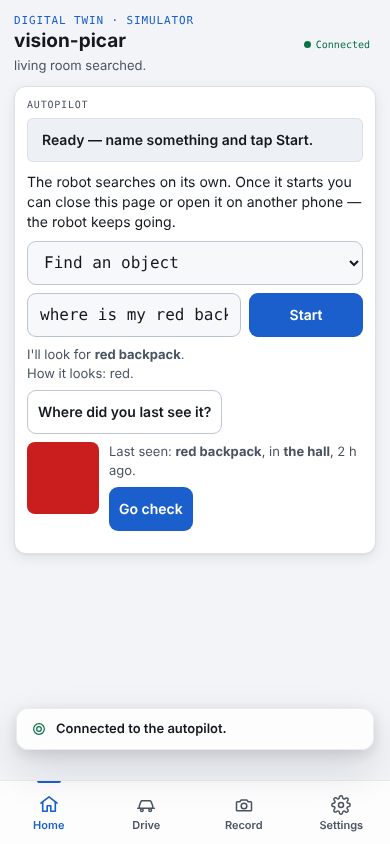 DIGITAL TWIN · SIMULATOR
vision-picar
Connected
living room searched.
AUTOPILOT
Ready — name something and tap Start.
The robot searches on its own. Once it starts you
can close this page or open it on another phone —
the robot keeps going.
Find an object
where is my red back
Start
I'll look for red backpack.
How it looks: red.
Where did you last see it?
Last seen: red backpack, in the hall, 2 h
ago.
Go check
Connected to the autopilot.
Home
Drive
Record
Settings